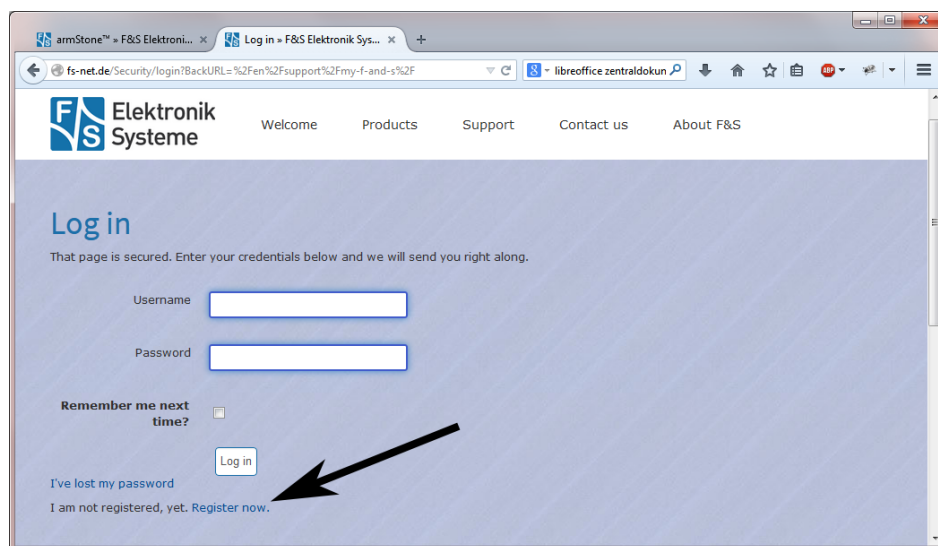 armStone™ » F&S Elektroni...
Log in » F&S Elektronik Sys...
fs-net.de/Security/login?BackURL=%2Fen%2Fsupport%2Fmy-f-and-s%2F
libreoffice zentraldokun
ABP
F S Elektronik Systeme
Welcome Products Support Contact us About F&S
Log in
That page is secured. Enter your credentials below and we will send you right along.
Username
Password
Remember me next
time?
Log in
I've lost my password
I am not registered, yet. Register now.